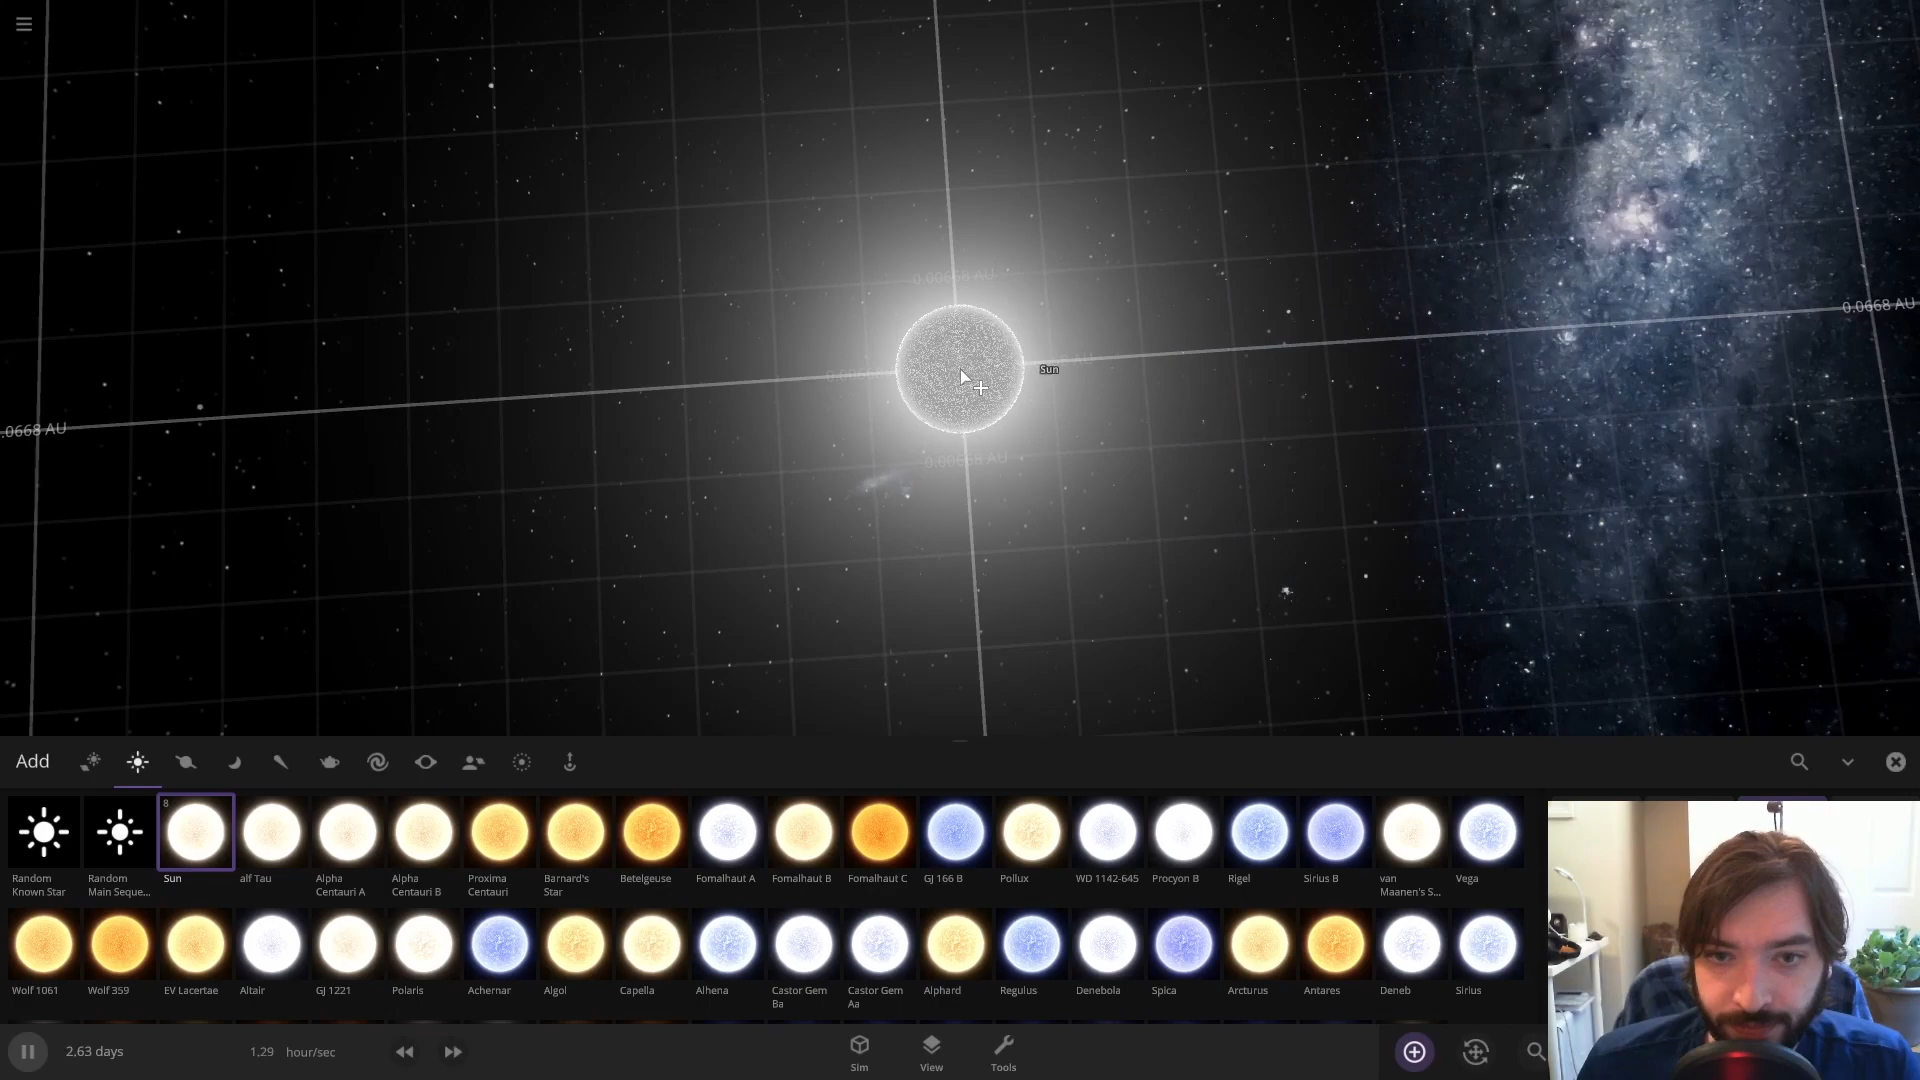 0.00668 AU
0.0668 AU
Sun
.0668 AU
0.00668 AU
Add
8
Random Known Star
Random Main Seque...
Sun
alf Tau
Alpha Centauri A
Alpha Centauri B
Proxima Centauri
Barnard's Star
Betelgeuse
Fomalhaut A
Fomalhaut B
Fomalhaut C
GJ 166 B
Pollux
WD 1142-645
Procyon B
Rigel
Sirius B
van Maanen's S...
Vega
Wolf 1061
Wolf 359
EV Lacertae
Altair
GJ 1221
Polaris
Achernar
Algol
Capella
Alhena
Castor Gem Ba
Castor Gem Aa
Alphard
Regulus
Denebola
Spica
Arcturus
Antares
Deneb
Sirius
2.63 days
1.29 hour/sec
Sim
View
Tools